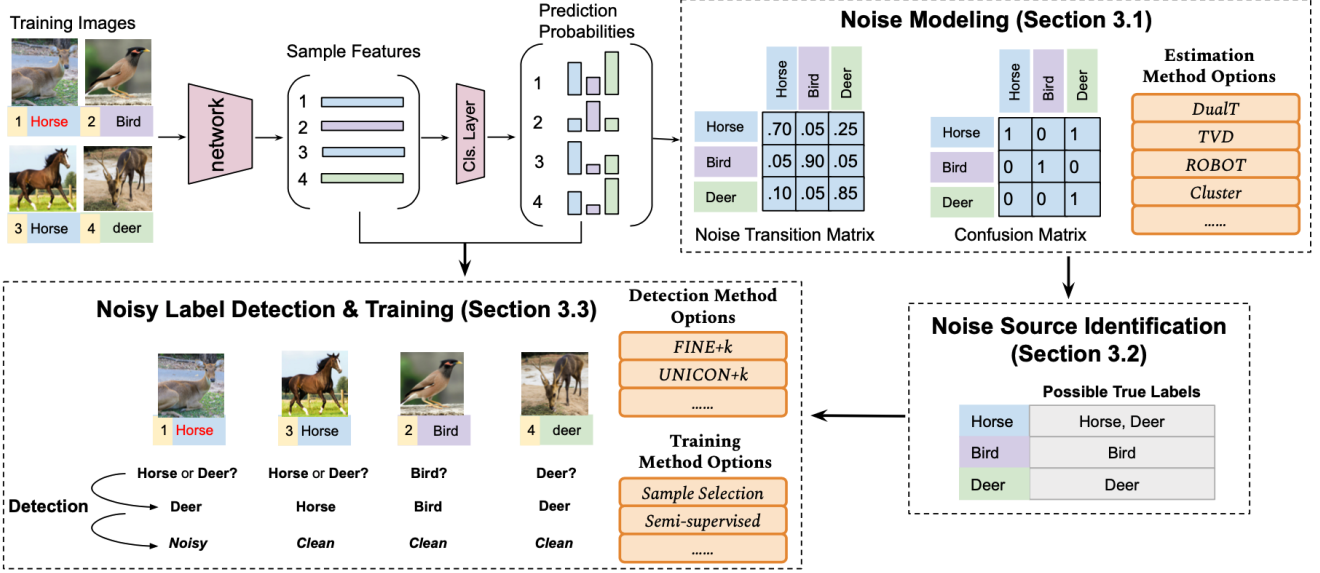 Training Images
1 Horse 2 Bird
3 Horse 4 deer
network
Sample Features
1
2
3
4
Cls. Layer
Prediction
Probabilities
1
2
3
4
Noise Modeling (Section 3.1)
Horse Bird Deer
Horse .70 .05 .25
Bird .05 .90 .05
Deer .10 .05 .85
Noise Transition Matrix
Horse Bird Deer
Horse 1 0 1
Bird 0 1 0
Deer 0 0 1
Confusion Matrix
Estimation
Method Options
DualT
TVD
ROBOT
Cluster
......
Noise Source Identification
(Section 3.2)
Possible True Labels
Horse Horse, Deer
Bird Bird
Deer Deer
Noisy Label Detection & Training (Section 3.3)
1 Horse 3 Horse 2 Bird 4 deer
Horse or Deer? Horse or Deer? Bird? Deer?
Detection
Deer Horse Bird Deer
Noisy Clean Clean Clean
Detection Method
Options
FINE+k
UNICON+k
......
Training
Method Options
Sample Selection
Semi-supervised
......